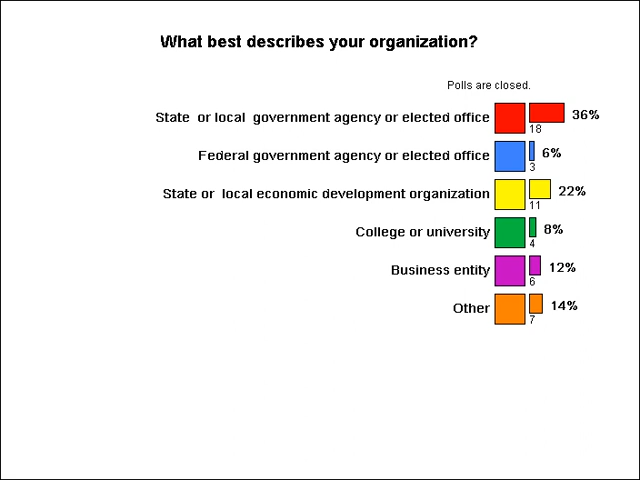 What best describes your organization?
Polls are closed.
State or local government agency or elected office
36%
18
Federal government agency or elected office
6%
3
State or local economic development organization
22%
11
College or university
8%
4
Business entity
12%
6
Other
14%
7